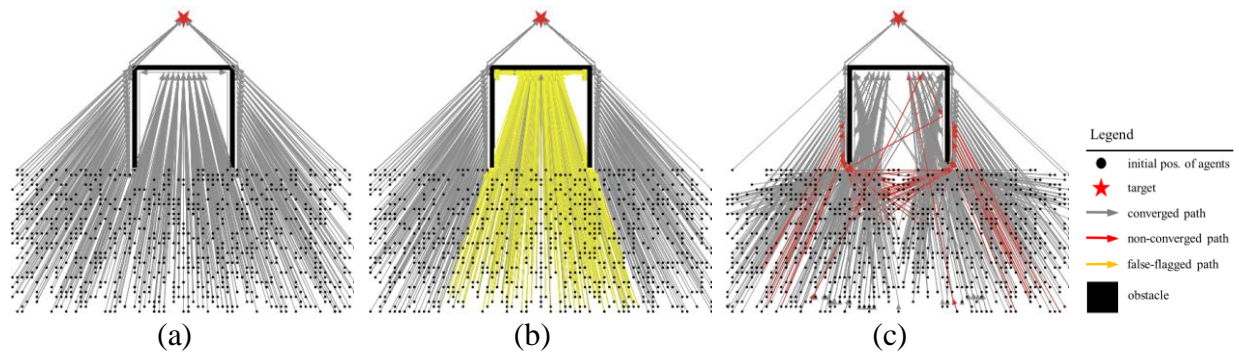 Legend
initial pos. of agents
target
converged path
non-converged path
false-flagged path
obstacle
(a) (b) (c)